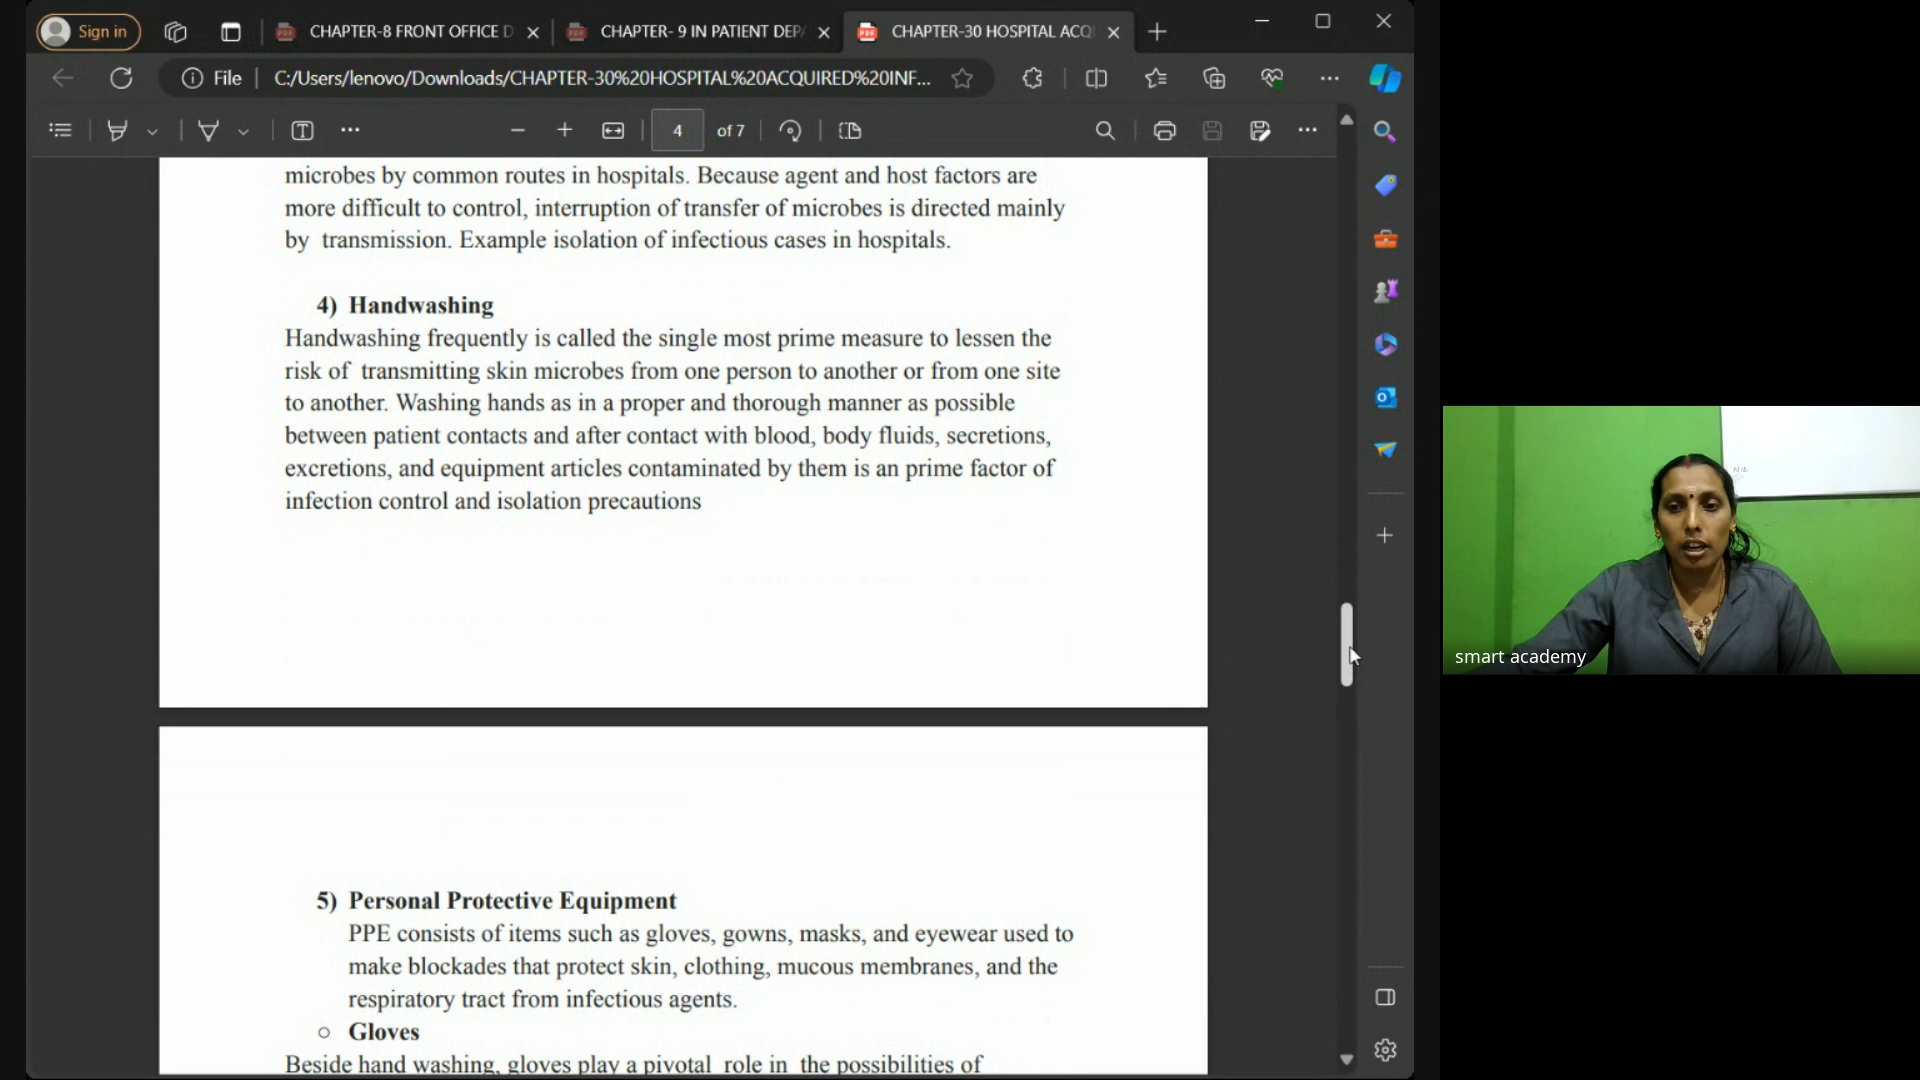 Sign in
CHAPTER-8 FRONT OFFICE D
CHAPTER- 9 IN PATIENT DEP
CHAPTER-30 HOSPITAL ACQ
File
C:/Users/lenovo/Downloads/CHAPTER-30%20HOSPITAL%20ACQUIRED%20INF...
4 of 7
microbes by common routes in hospitals. Because agent and host factors are
more difficult to control, interruption of transfer of microbes is directed mainly
by transmission. Example isolation of infectious cases in hospitals.
4) Handwashing
Handwashing frequently is called the single most prime measure to lessen the
risk of transmitting skin microbes from one person to another or from one site
to another. Washing hands as in a proper and thorough manner as possible
between patient contacts and after contact with blood, body fluids, secretions,
excretions, and equipment articles contaminated by them is an prime factor of
infection control and isolation precautions
5) Personal Protective Equipment
PPE consists of items such as gloves, gowns, masks, and eyewear used to
make blockades that protect skin, clothing, mucous membranes, and the
respiratory tract from infectious agents.
○ Gloves
Beside hand washing, gloves play a pivotal role in the possibilities of
smart academy